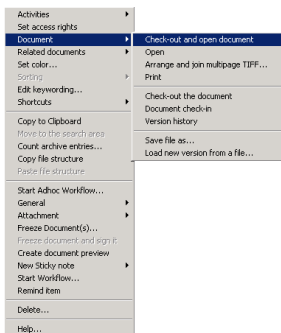 Activities
Set access rights
Document
Related documents
Set color...
Sorting
Edit keywording...
Shortcuts
Copy to Clipboard
Move to the search area
Count archive entries...
Copy file structure
Paste file structure
Start Adhoc Workflow...
General
Attachment
Freeze Document(s)...
Freeze document and sign it
Create document preview
New Sticky note
Start Workflow...
Remind item
Delete...
Help...
Check-out and open document
Open
Arrange and join multipage TIFF...
Print
Check-out the document
Document check-in
Version history
Save file as...
Load new version from a file...